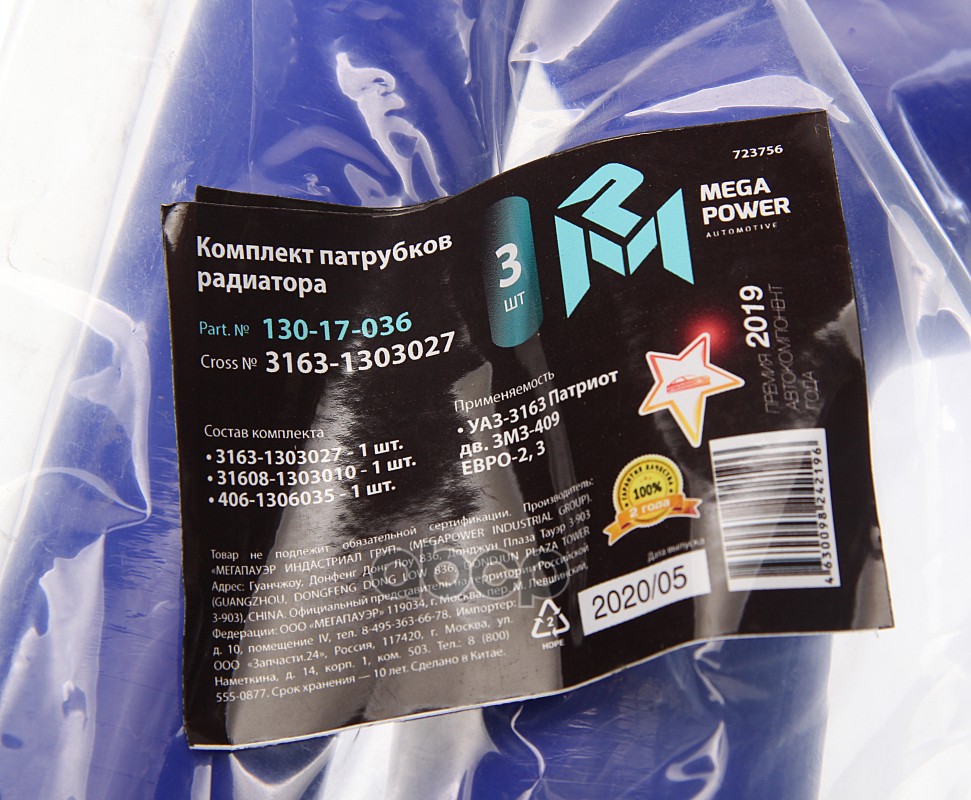 723756
MEGA
POWER
AUTOMOTIVE
Комплект патрубков
радиатора
3
шт
Part. № 130-17-036
Cross № 3163-1303027
ПРЕМИЯ 2019
АВТОКОМПОНЕНТ
ГОДА
Состав комплекта
• 3163-1303027 - 1 шт.
• 31608-1303010 - 1 шт.
• 406-1306035 - 1 шт.
Применяемость
• УАЗ-3163 Патриот
дв. ЗМЗ-409
ЕВРО-2, 3
ГАРАНТИЯ КАЧЕСТВА
100%
2 года
4630098242196
Дата выпуска
2020/05
2
HDPE
Товар не подлежит обязательной сертификации. Производитель:
«МЕГАПАУЭР ИНДАСТРИАЛ ГРУП» (MEGAPOWER INDUSTRIAL GROUP).
Адрес: Гуанчжоу, Донфенг Донг Лоу 836, Донджун Плаза Тауэр 3-903
(GUANGZHOU, DONGFENG DONG LOW 836, DONDJUN PLAZA TOWER
3-903), CHINA. Официальный представитель на территории Российской
Федерации: ООО «МЕГАПАУЭР» 119034, г. Москва, пер. М. Левшинский,
д. 10, помещение IV, тел. 8-495-363-66-78. Импортер:
ООО «Запчасти.24», Россия, 117420, г. Москва, ул.
Наметкина, д. 14, корп. 1, ком. 503. Тел.: 8 (800)
555-0877. Срок хранения — 10 лет. Сделано в Китае.